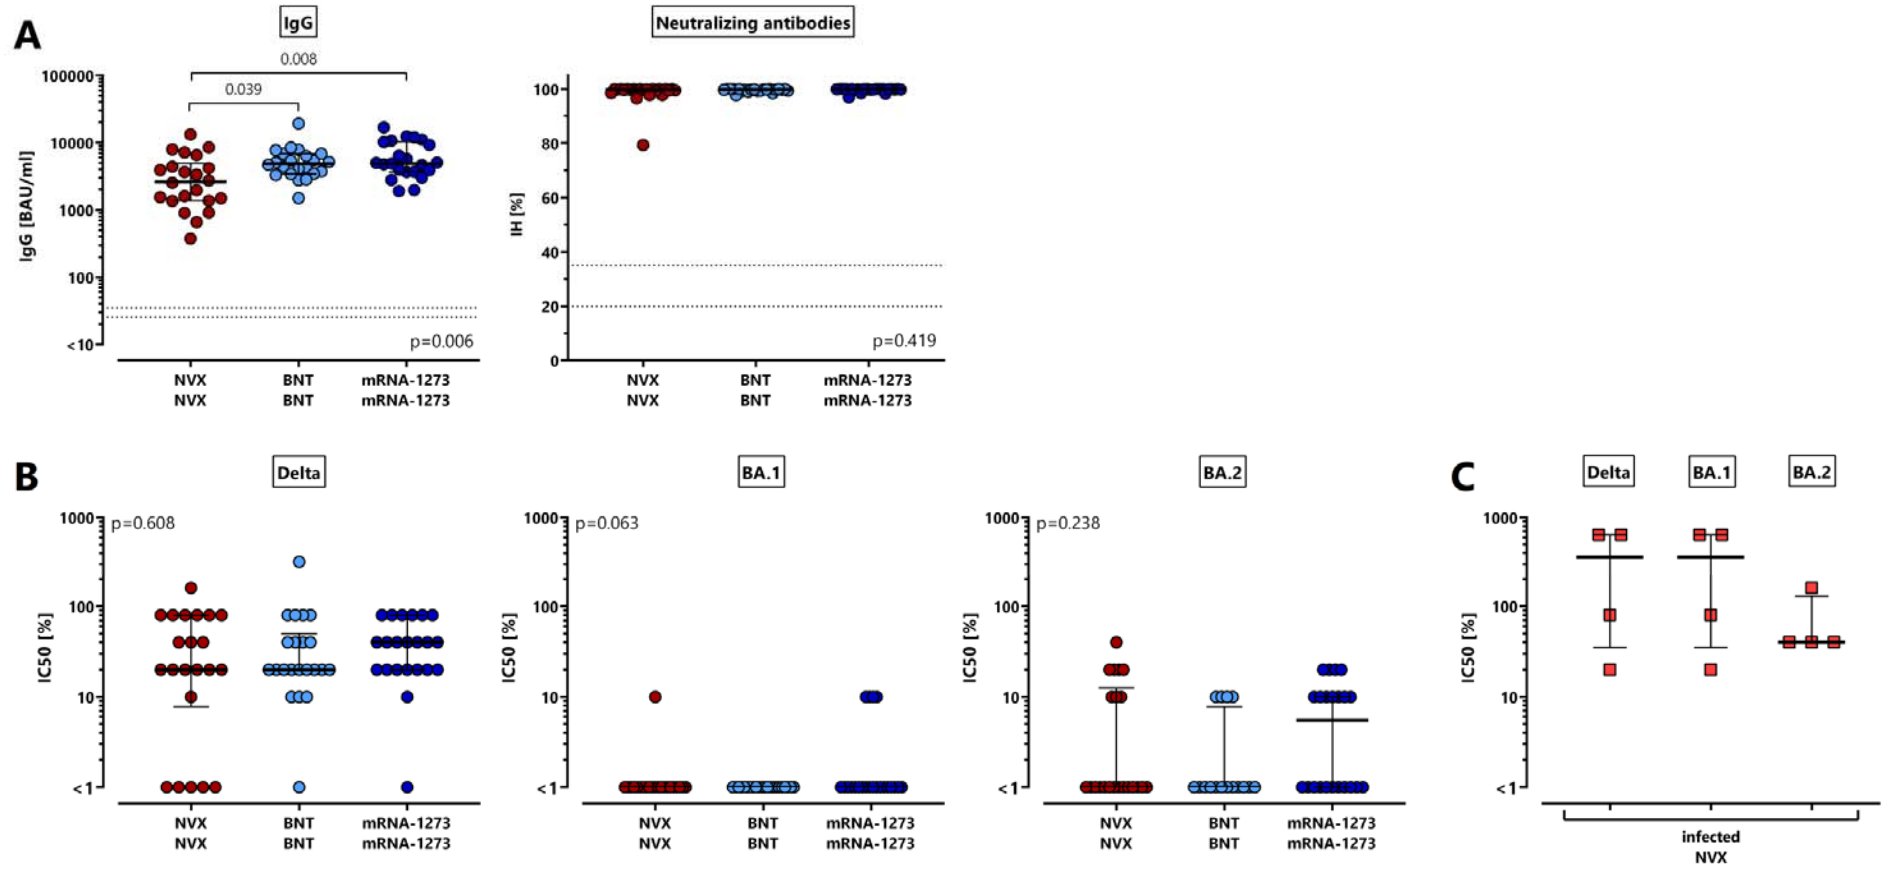 A
IgG
Neutralizing antibodies
0.008
0.039
100000
10000
1000
100
<10
IgG [BAU/ml]
p=0.006
NVX BNT mRNA-1273
NVX BNT mRNA-1273
100
80
60
40
20
0
IH [%]
p=0.419
NVX BNT mRNA-1273
NVX BNT mRNA-1273
B
Delta
p=0.608
1000
100
10
<1
IC50 [%]
NVX BNT mRNA-1273
NVX BNT mRNA-1273
BA.1
p=0.063
1000
100
10
<1
IC50 [%]
NVX BNT mRNA-1273
NVX BNT mRNA-1273
BA.2
p=0.238
1000
100
10
<1
IC50 [%]
NVX BNT mRNA-1273
NVX BNT mRNA-1273
C
Delta BA.1 BA.2
1000
100
10
<1
IC50 [%]
infected
NVX